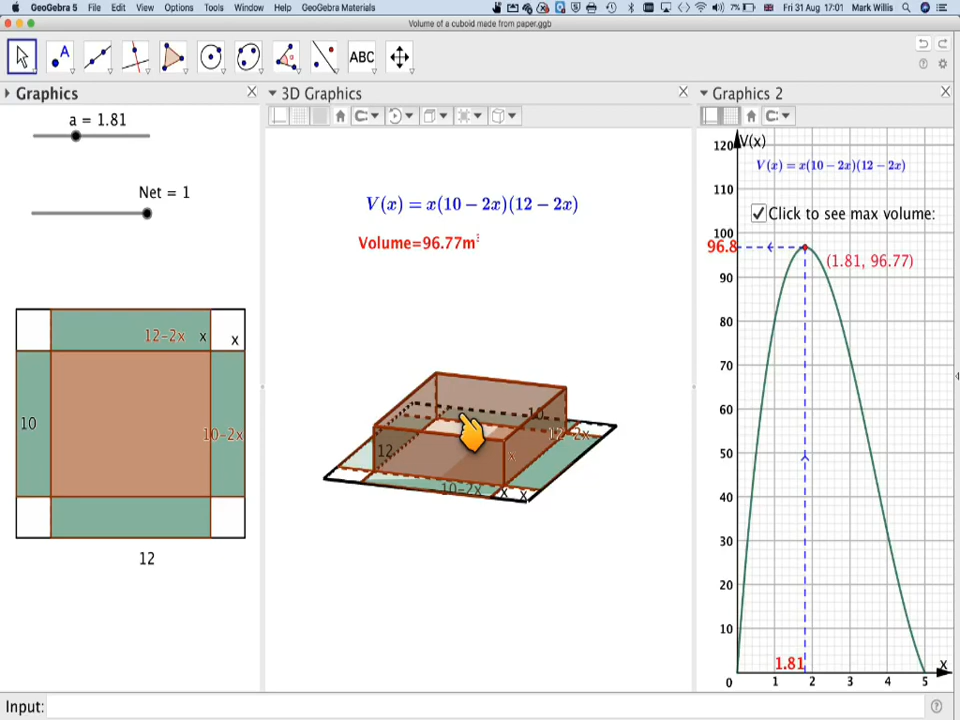 GeoGebra 5 File Edit View Options Tools Window Help GeoGebra Materials 7% Fri 31 Aug 17:01 Mark Willis
Volume of a cuboid made from paper.ggb
A ABC
Graphics
3D Graphics
Graphics 2
a = 1.81
Net = 1
12-2x x x
10
10-2x
12
V(x) = x(10 − 2x)(12 − 2x)
Volume=96.77m
10
12-2x
12
x
10-2x x x
V(x)
V(x) = x(10 − 2x)(12 − 2x)
Click to see max volume:
(1.81, 96.77)
120
110
100
96.8
90
80
70
60
50
40
30
20
10
1.81
x
0 1 2 3 4 5
Input: